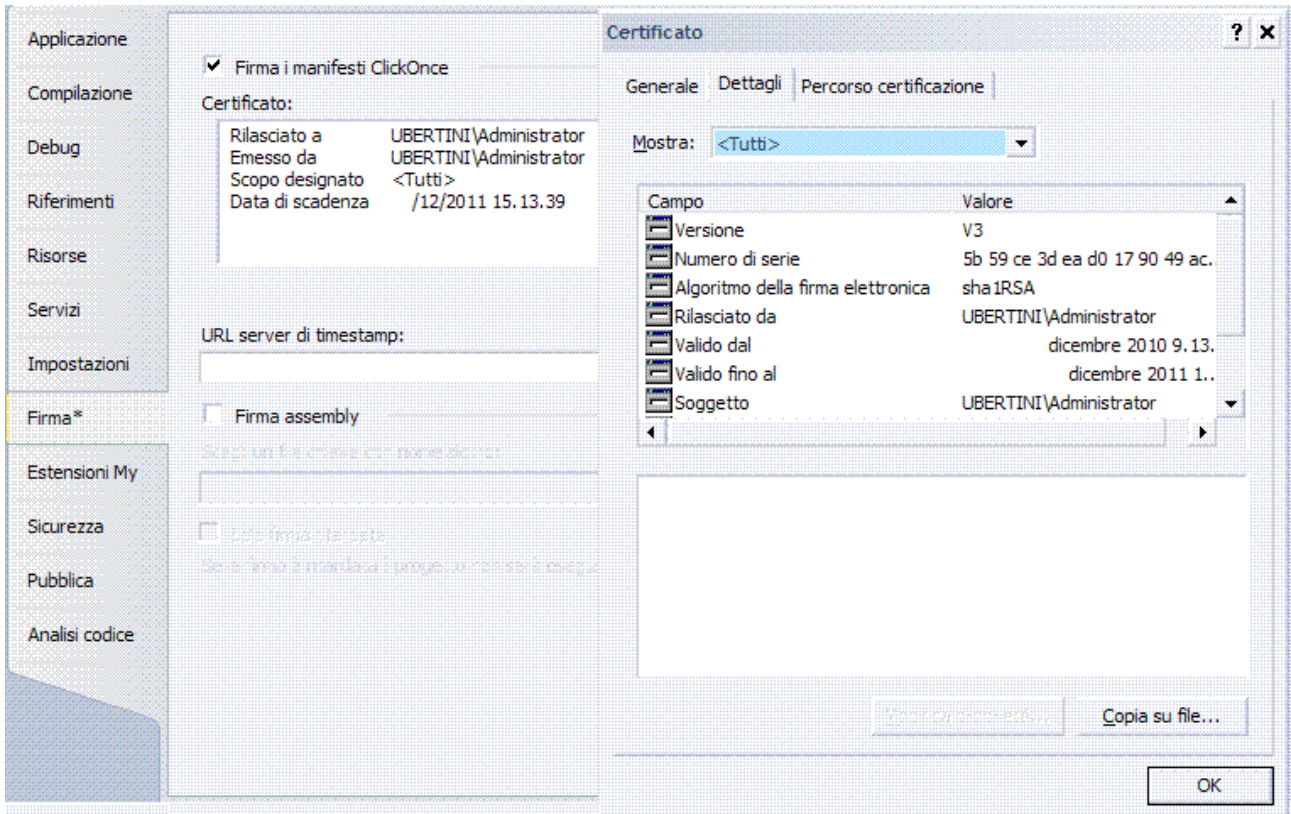 Applicazione
Compilazione
Debug
Riferimenti
Risorse
Servizi
Impostazioni
Firma*
Estensioni My
Sicurezza
Pubblica
Analisi codice
Firma i manifesti ClickOnce
Certificato:
Rilasciato a UBERTINI\Administrator
Emesso da UBERTINI\Administrator
Scopo designato <Tutti>
Data di scadenza /12/2011 15.13.39
URL server di timestamp:
Firma assembly
Certificato
Generale Dettagli Percorso certificazione
Mostra: <Tutti>
Campo Valore
Versione V3
Numero di serie 5b 59 ce 3d ea d0 17 90 49 ac..
Algoritmo della firma elettronica sha1RSA
Rilasciato da UBERTINI\Administrator
Valido dal dicembre 2010 9.13.
Valido fino al dicembre 2011 1..
Soggetto UBERTINI\Administrator
Copia su file...
OK